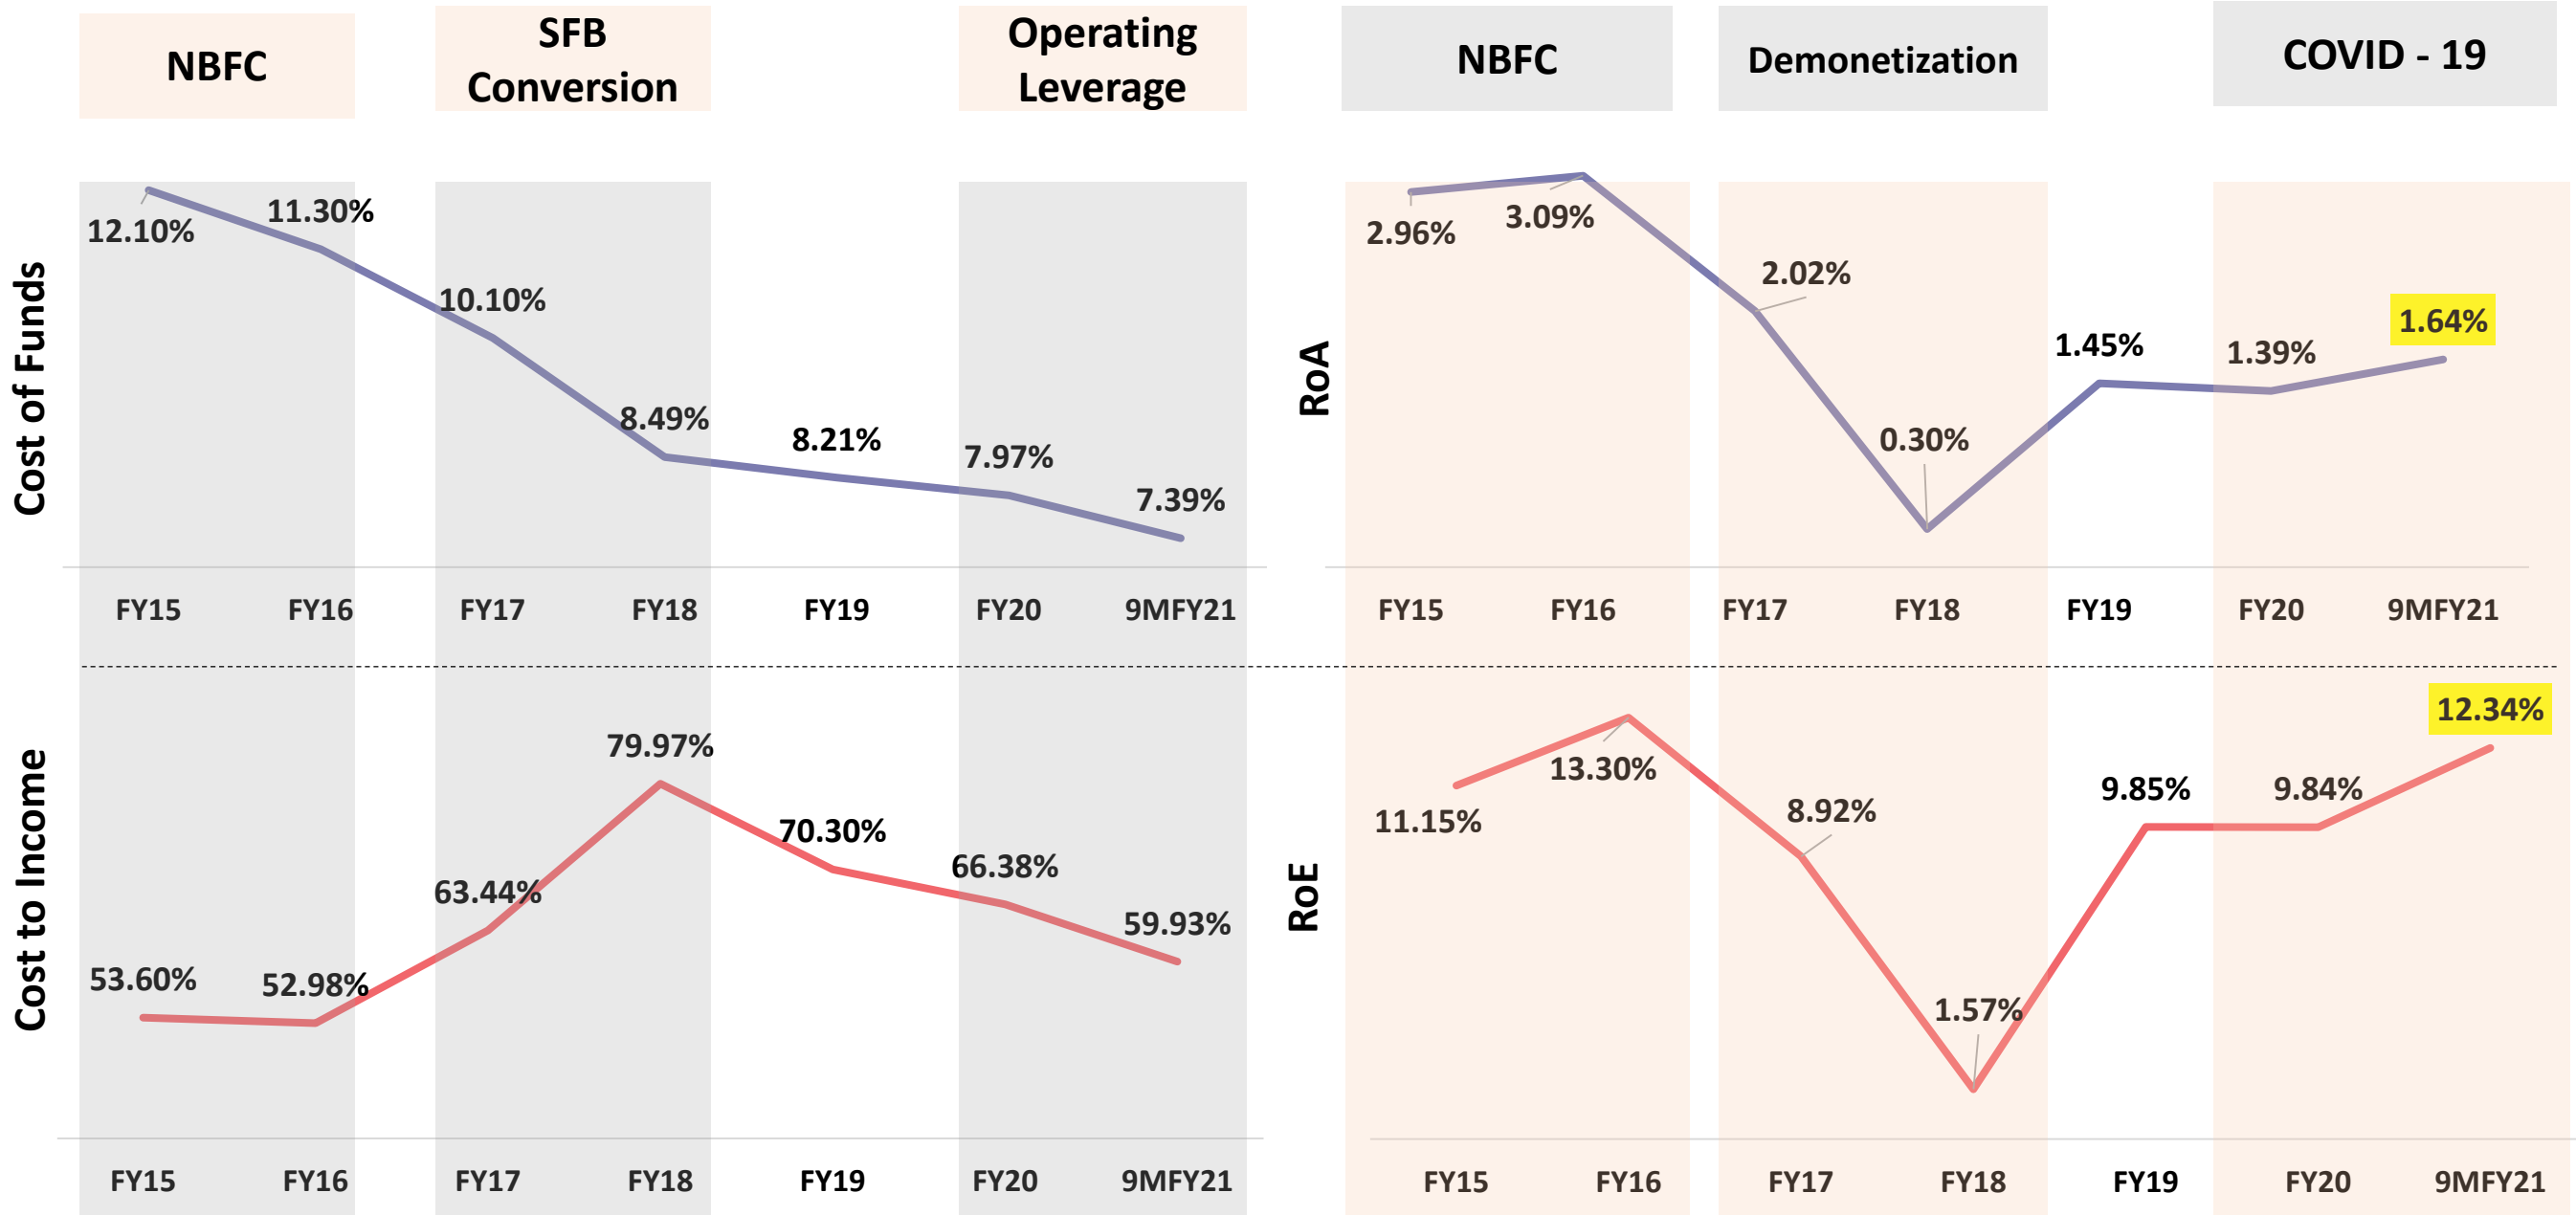 NBFC
SFB
Conversion
Operating
Leverage
NBFC
Demonetization
COVID - 19
Cost of Funds
12.10%
11.30%
10.10%
8.49%
8.21%
7.97%
7.39%
FY15
FY16
FY17
FY18
FY19
FY20
9MFY21
RoA
2.96%
3.09%
2.02%
0.30%
1.45%
1.39%
1.64%
FY15
FY16
FY17
FY18
FY19
FY20
9MFY21
Cost to Income
53.60%
52.98%
63.44%
79.97%
70.30%
66.38%
59.93%
FY15
FY16
FY17
FY18
FY19
FY20
9MFY21
RoE
11.15%
13.30%
8.92%
1.57%
9.85%
9.84%
12.34%
FY15
FY16
FY17
FY18
FY19
FY20
9MFY21